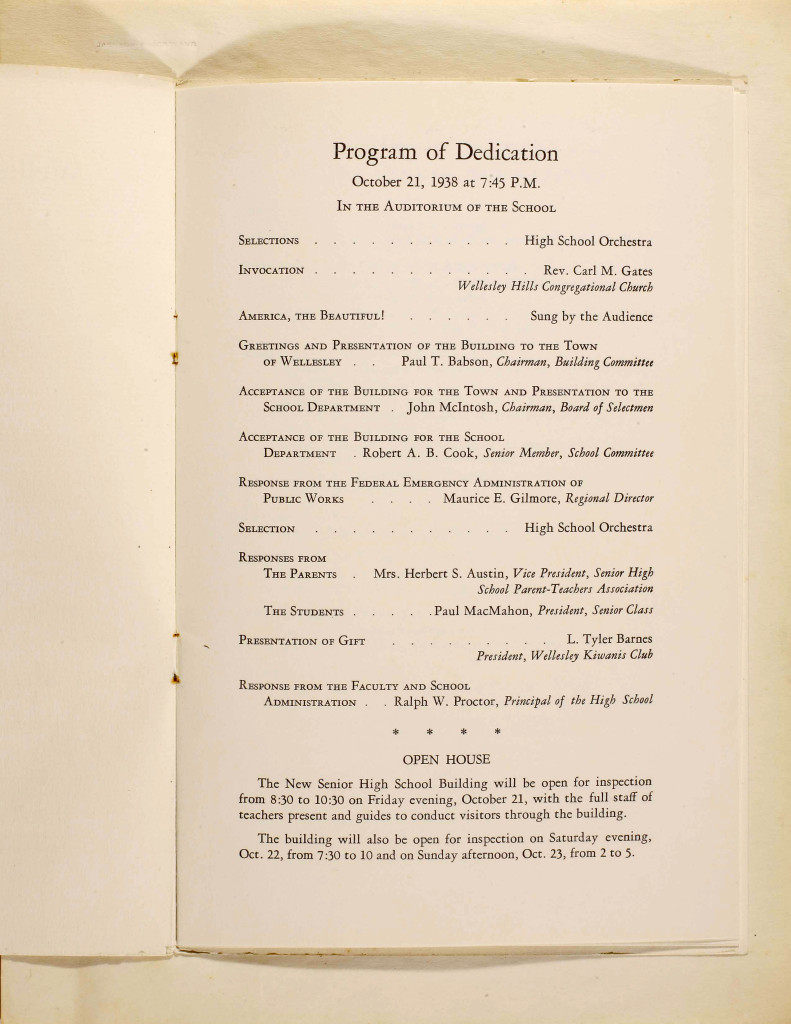 Program of Dedication
October 21, 1938 at 7:45 P.M.
In the Auditorium of the School
Selections . . . . . . . . . . . High School Orchestra
Invocation . . . . . . . . . . . . Rev. Carl M. Gates
Wellesley Hills Congregational Church
America, the Beautiful! . . . . . . Sung by the Audience
Greetings and Presentation of the Building to the Town
of Wellesley . . Paul T. Babson, Chairman, Building Committee
Acceptance of the Building for the Town and Presentation to the
School Department . John McIntosh, Chairman, Board of Selectmen
Acceptance of the Building for the School
Department . Robert A. B. Cook, Senior Member, School Committee
Response from the Federal Emergency Administration of
Public Works . . . . Maurice E. Gilmore, Regional Director
Selection . . . . . . . . . . . High School Orchestra
Responses from
The Parents . Mrs. Herbert S. Austin, Vice President, Senior High
School Parent-Teachers Association
The Students . . . . . Paul MacMahon, President, Senior Class
Presentation of Gift . . . . . . . . . L. Tyler Barnes
President, Wellesley Kiwanis Club
Response from the Faculty and School
Administration . . Ralph W. Proctor, Principal of the High School
* * * *
OPEN HOUSE
The New Senior High School Building will be open for inspection
from 8:30 to 10:30 on Friday evening, October 21, with the full staff of
teachers present and guides to conduct visitors through the building.
The building will also be open for inspection on Saturday evening,
Oct. 22, from 7:30 to 10 and on Sunday afternoon, Oct. 23, from 2 to 5.